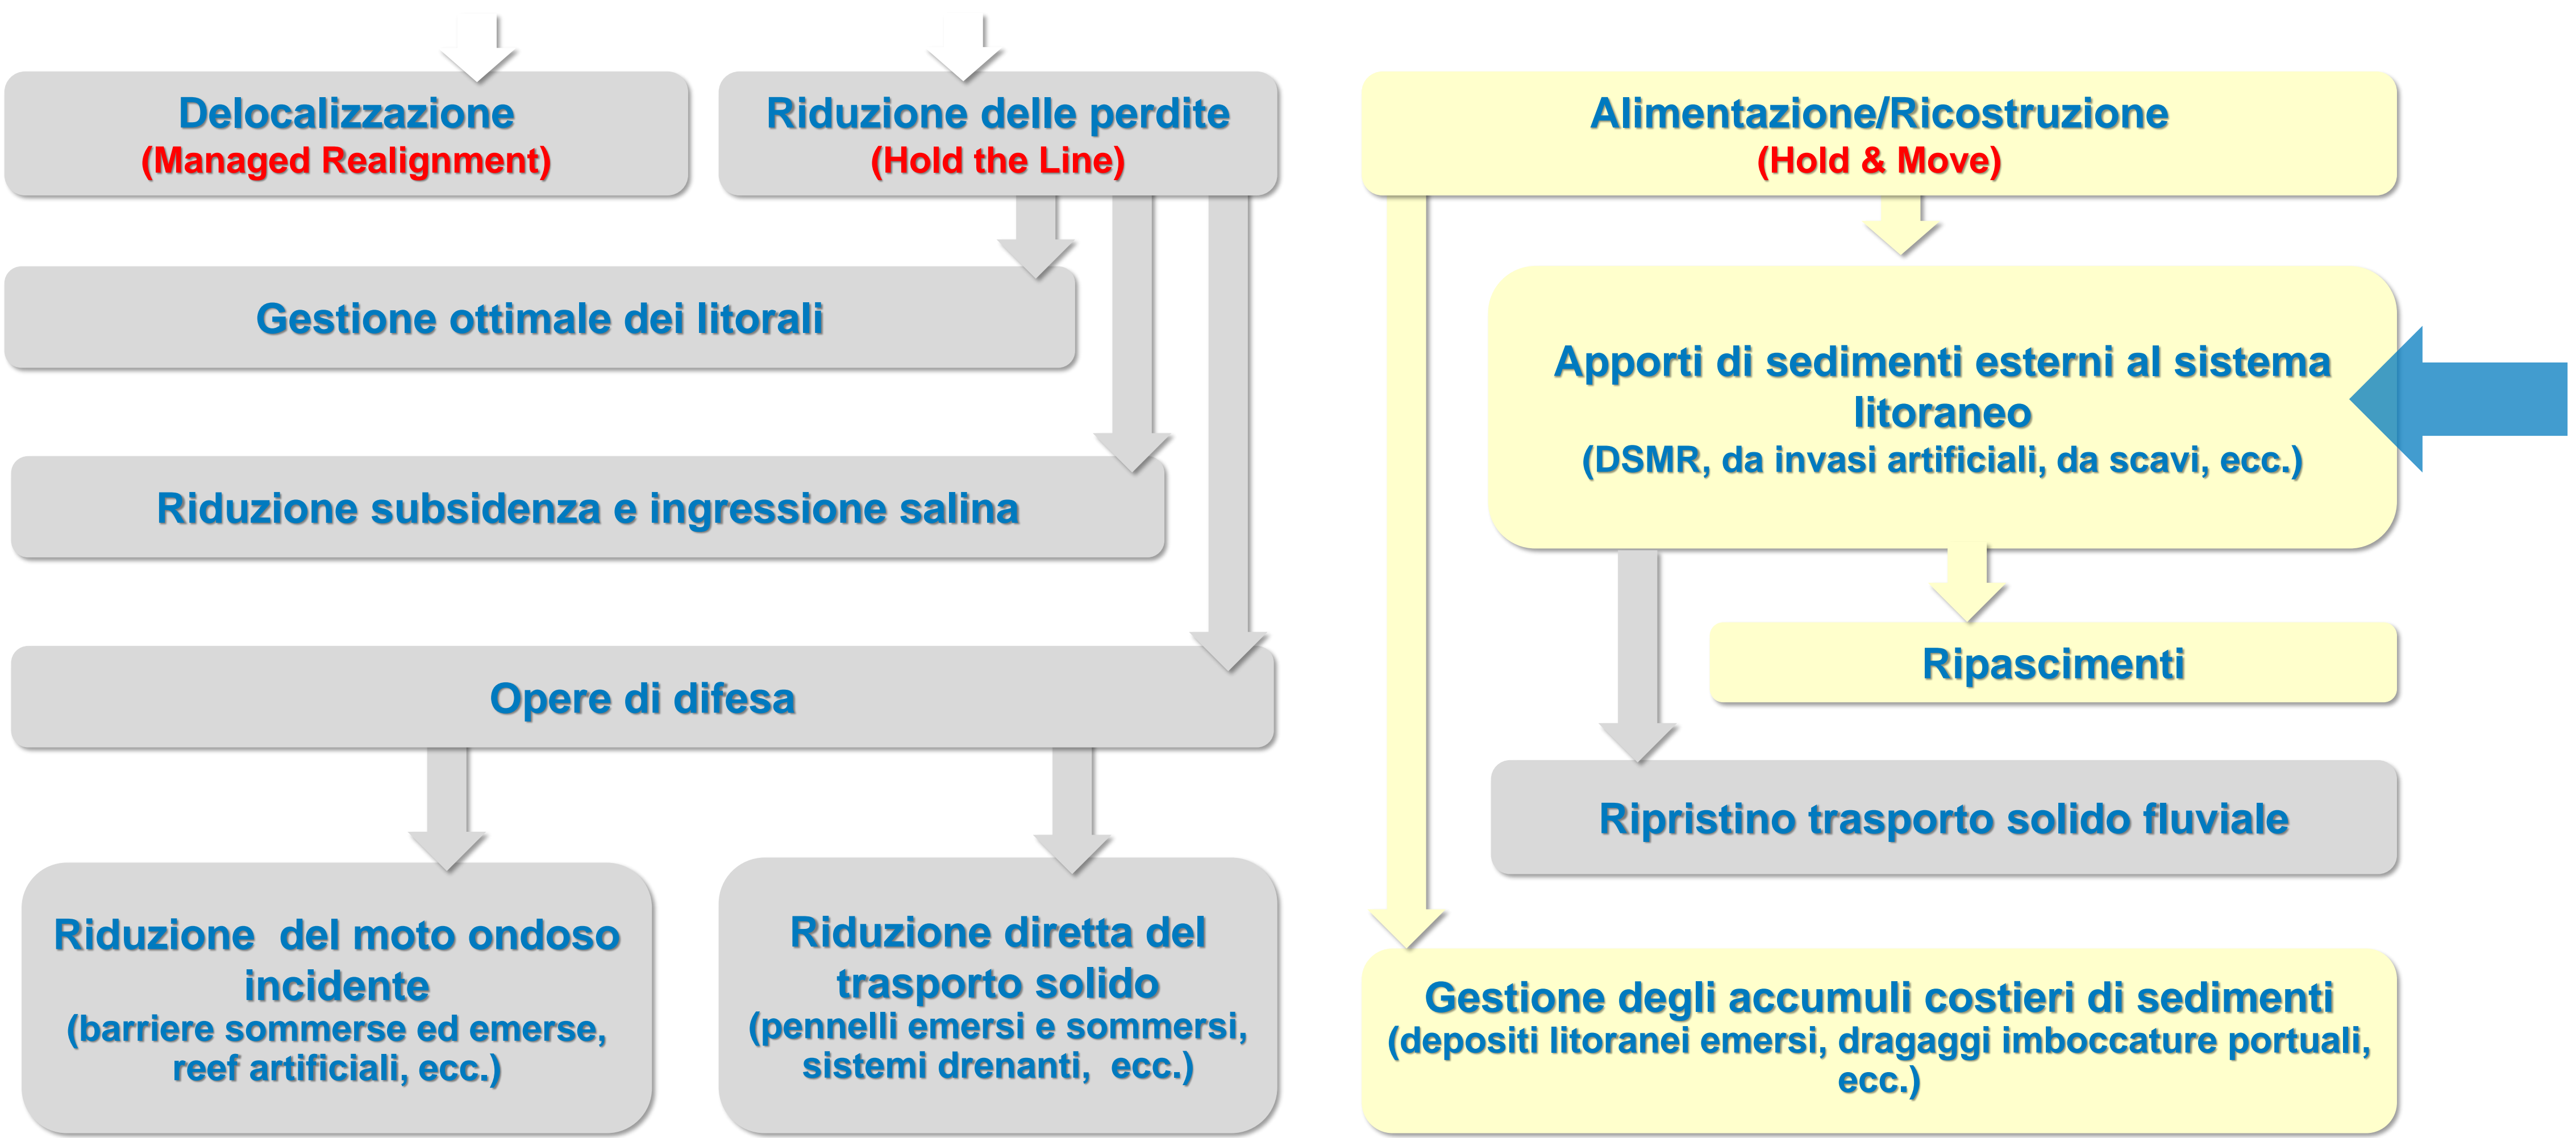 Delocalizzazione
(Managed Realignment)
Riduzione delle perdite
(Hold the Line)
Alimentazione/Ricostruzione
(Hold & Move)
Gestione ottimale dei litorali
Riduzione subsidenza e ingressione salina
Opere di difesa
Riduzione del moto ondoso
incidente
(barriere sommerse ed emerse,
reef artificiali, ecc.)
Riduzione diretta del
trasporto solido
(pennelli emersi e sommersi,
sistemi drenanti, ecc.)
Apporti di sedimenti esterni al sistema
litoraneo
(DSMR, da invasi artificiali, da scavi, ecc.)
Ripascimenti
Ripristino trasporto solido fluviale
Gestione degli accumuli costieri di sedimenti
(depositi litoranei emersi, dragaggi imboccature portuali,
ecc.)